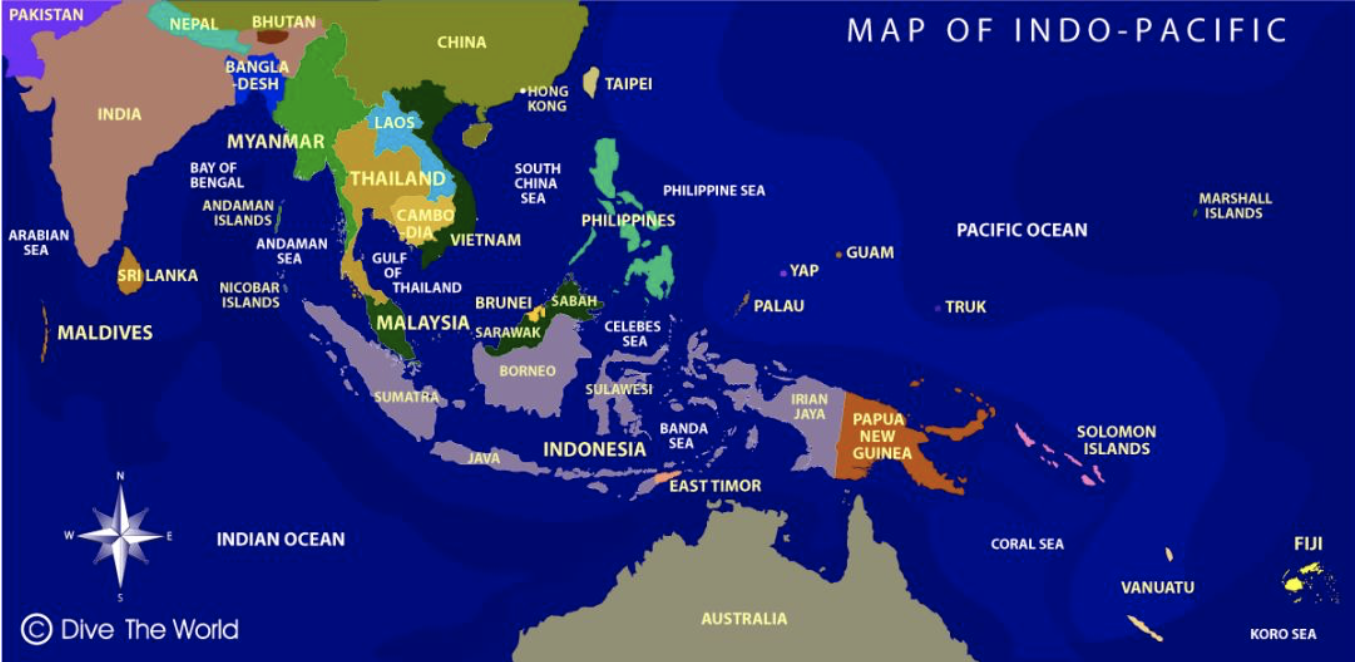 MAP OF INDO-PACIFIC
PAKISTAN
NEPAL
BHUTAN
CHINA
BANGLA
-DESH
INDIA
HONG
KONG
TAIPEI
LAOS
MYANMAR
BAY OF
BENGAL
THAILAND
SOUTH
CHINA
SEA
PHILIPPINE SEA
MARSHALL
ISLANDS
ANDAMAN
ISLANDS
CAMBO
-DIA
PHILIPPINES
ARABIAN
SEA
ANDAMAN
SEA
VIETNAM
PACIFIC OCEAN
GULF
OF
THAILAND
GUAM
YAP
SRI LANKA
NICOBAR
ISLANDS
BRUNEI
SABAH
PALAU
TRUK
MALDIVES
MALAYSIA
SARAWAK
CELEBES
SEA
BORNEO
SUMATRA
SULAWESI
IRIAN
JAYA
PAPUA
NEW
GUINEA
BANDA
SEA
SOLOMON
ISLANDS
JAVA
INDONESIA
EAST TIMOR
N
W
E
S
INDIAN OCEAN
CORAL SEA
FIJI
VANUATU
AUSTRALIA
KORO SEA
© Dive The World